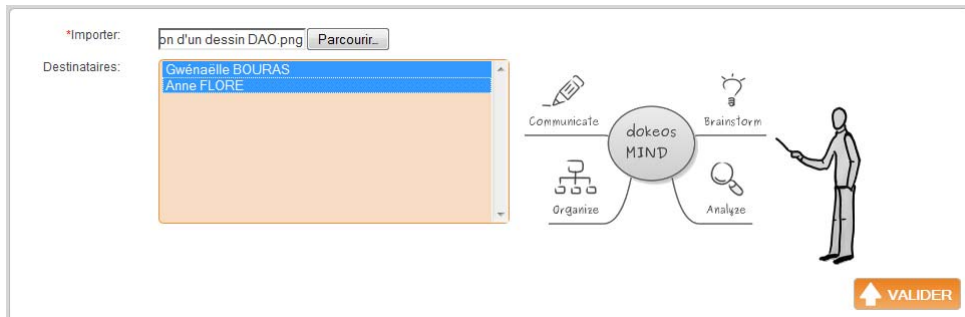 *Importer:
on d'un dessin DAO.png
Parcourir...
Destinataires:
Gwénaëlle BOURAS
Anne FLORE
Communicate
Brainstorm
dokeos
MIND
Organize
Analyze
VALIDER